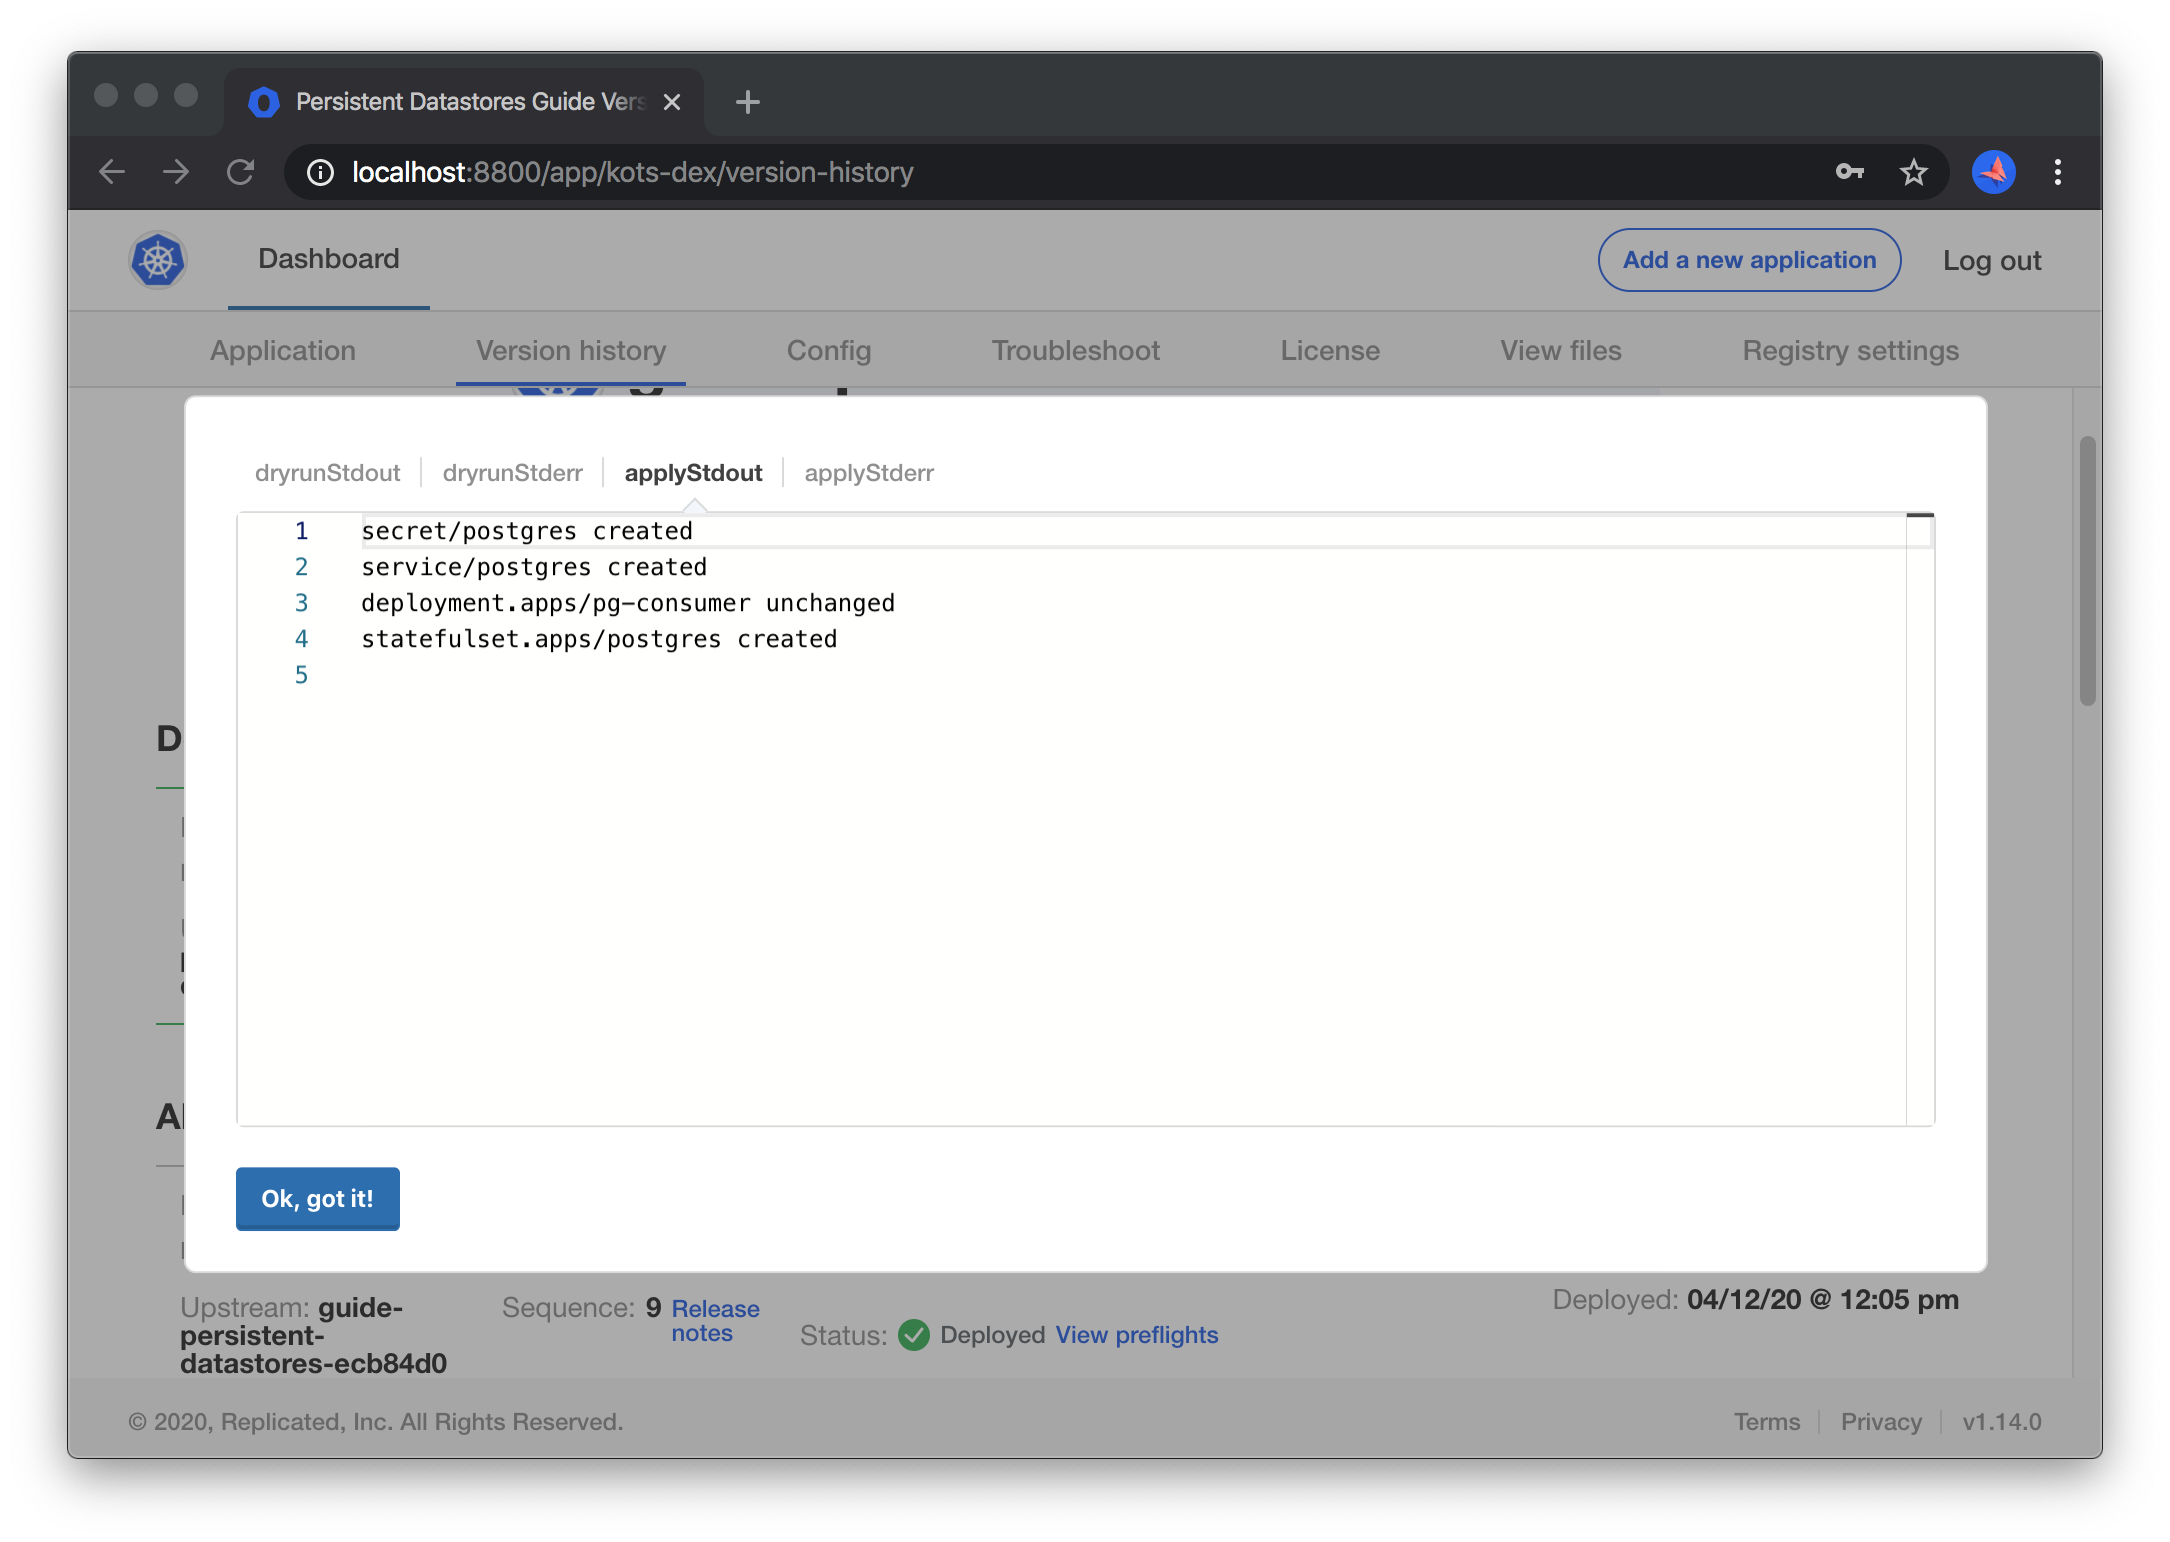 Persistent Datastores Guide Vers
localhost:8800/app/kots-dex/version-history
Dashboard
Add a new application
Log out
Application
Version history
Config
Troubleshoot
License
View files
Registry settings
dryrunStdout
dryrunStderr
applyStdout
applyStderr
1 secret/postgres created
2 service/postgres created
3 deployment.apps/pg-consumer unchanged
4 statefulset.apps/postgres created
5
Ok, got it!
Upstream: guide-
persistent-
datastores-ecb84d0
Sequence: 9 Release
notes
Status: Deployed View preflights
Deployed: 04/12/20 @ 12:05 pm
© 2020, Replicated, Inc. All Rights Reserved.
Terms
Privacy
v1.14.0